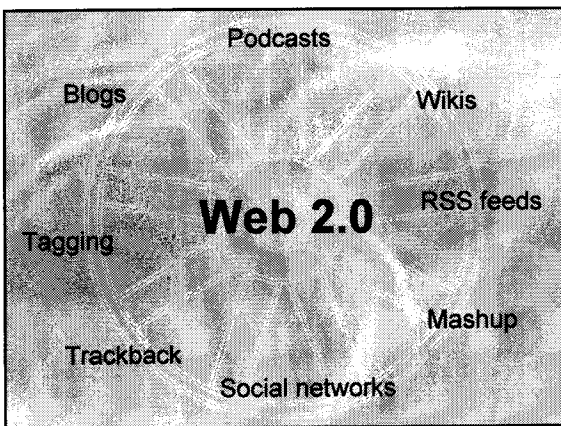 Podcasts
Blogs
Wikis
RSS feeds
Web 2.0
Tagging
Mashup
Trackback
Social networks